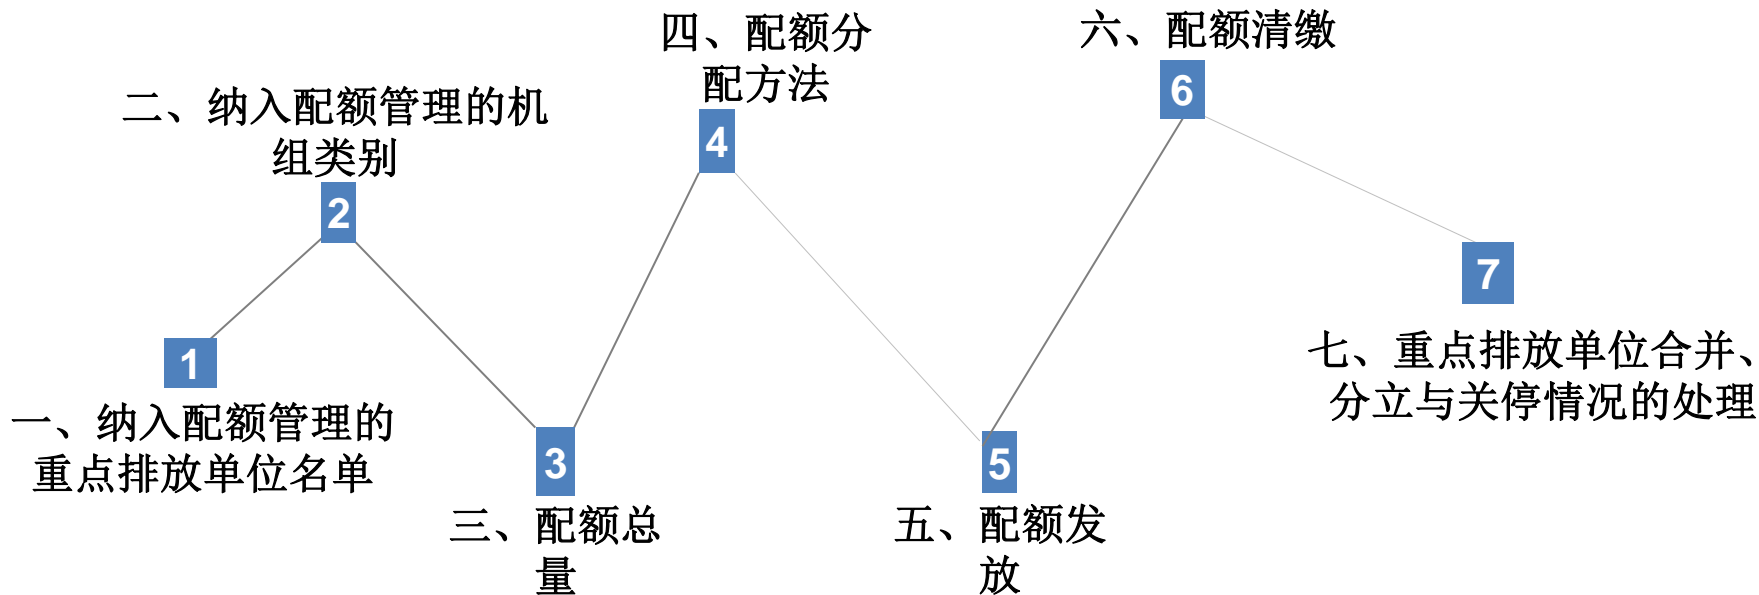 1
一、纳入配额管理的
重点排放单位名单
二、纳入配额管理的机
组类别
2
3
三、配额总
量
四、配额分
配方法
4
5
五、配额发
放
六、配额清缴
6
7
七、重点排放单位合并、
分立与关停情况的处理